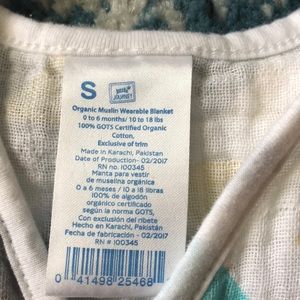 S
JOURNEY
Organic Muslin Wearable Blanket
0 to 6 months/ 10 to 18 lbs
100% GOTS Certified Organic
Cotton,
Exclusive of trim
Made in Karachi, Pakistan
Date of Production- 02/2017
RN no. 100345
Manta para vestir
de muselina orgánica
0 a 6 meses / 10 a 18 libras
100% de algodón
orgánico certificado
según la norma GOTS,
Con exclusión del ribete
Hecho en Karachi, Pakistan
Fecha de fabricación - 02/2017
RN # 100345
0 41498 25468